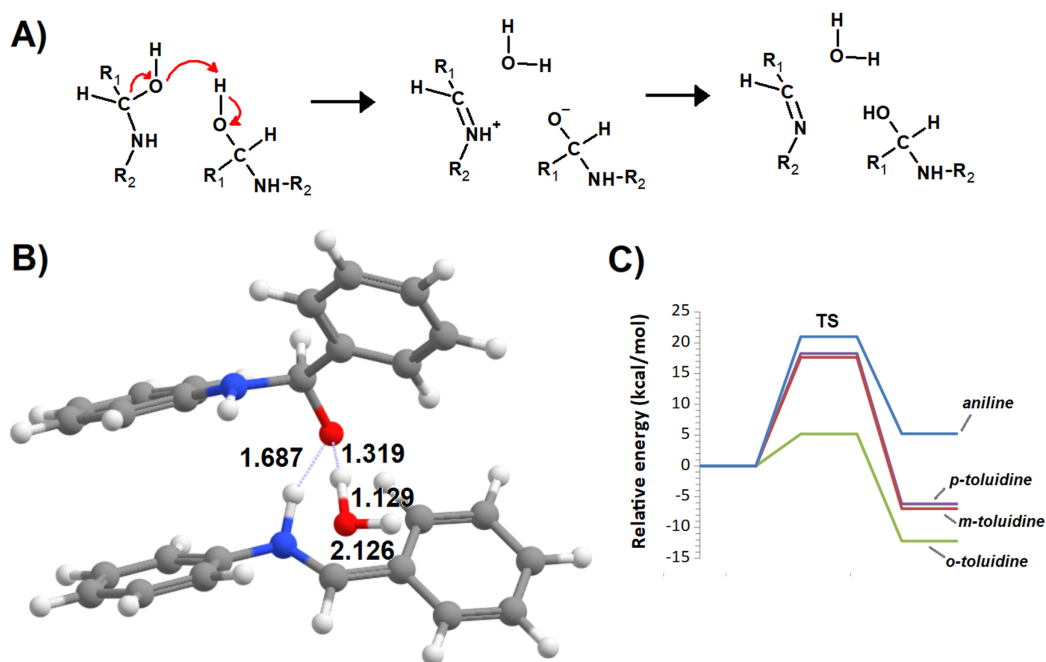 A)
H
O
R1
H
C
NH
R2
H
O
C
H
R1
NH-R2
H
O-H
R1
H
C
NH+
R2
O−
C
H
R1
NH-R2
H
O-H
R1
H
C
N
R2
HO
C
H
R1
NH-R2
B)
1.687
1.319
1.129
2.126
C)
Relative energy (kcal/mol)
25
20
15
10
5
0
-5
-10
-15
TS
aniline
p-toluidine
m-toluidine
o-toluidine